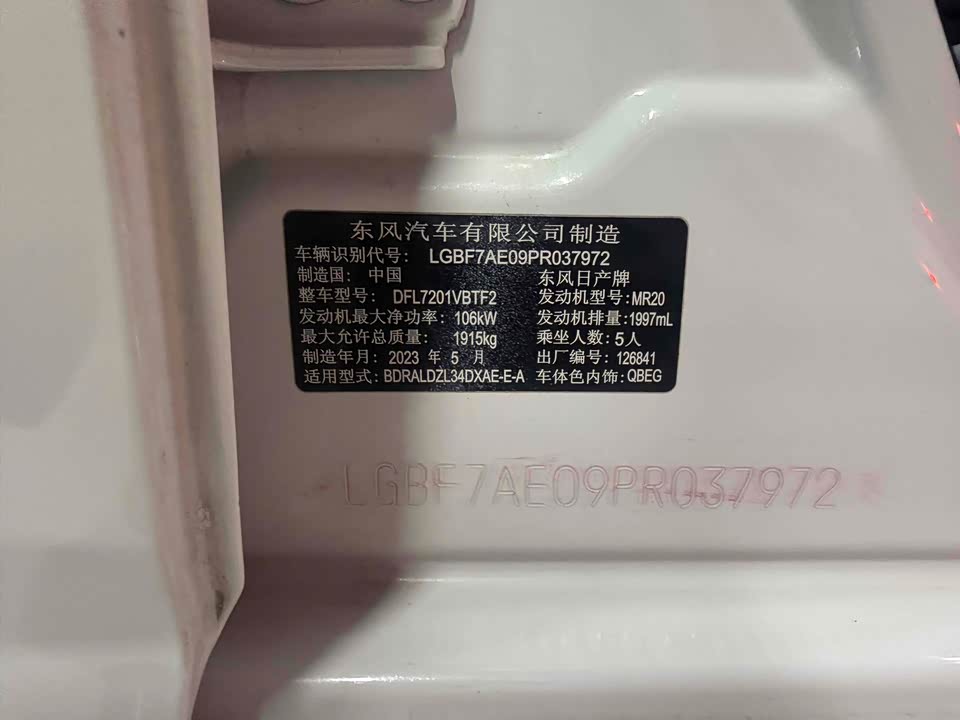 东风汽车有限公司制造
车辆识别代号: LGBF7AE09PR037972
制造国: 中国 东风日产牌
整车型号: DFL7201VBTF2 发动机型号:MR20
发动机最大净功率: 106kW 发动机排量:1997mL
最大允许总质量: 1915kg 乘坐人数:5人
制造年月:2023 年 5 月 出厂编号: 126841
适用型式:BDRALDZL34DXAE-E-A 车体色内饰:QBEG
LGBF7AE09PR037972